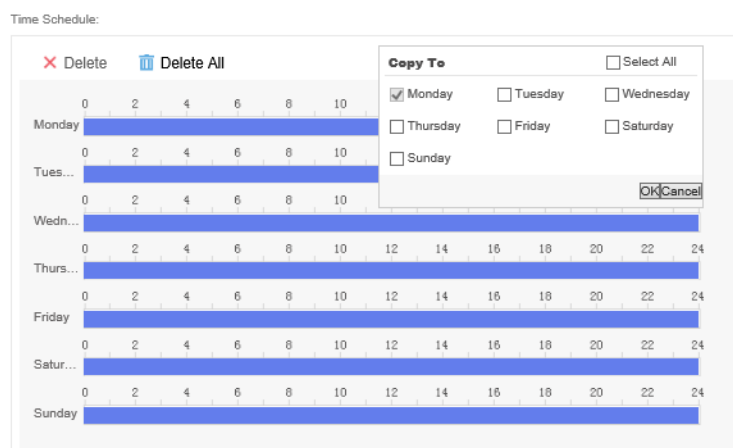 Time Schedule:
Delete Delete All
Copy To Select All
Monday Tuesday Wednesday
Thursday Friday Saturday
Sunday
OK Cancel
0 2 4 6 8 10
Monday
0 2 4 6 8 10
Tues...
0 2 4 6 8 10
Wedn...
0 2 4 6 8 10 12 14 16 18 20 22 24
Thurs...
0 2 4 6 8 10 12 14 16 18 20 22 24
Friday
0 2 4 6 8 10 12 14 16 18 20 22 24
Satur...
0 2 4 6 8 10 12 14 16 18 20 22 24
Sunday